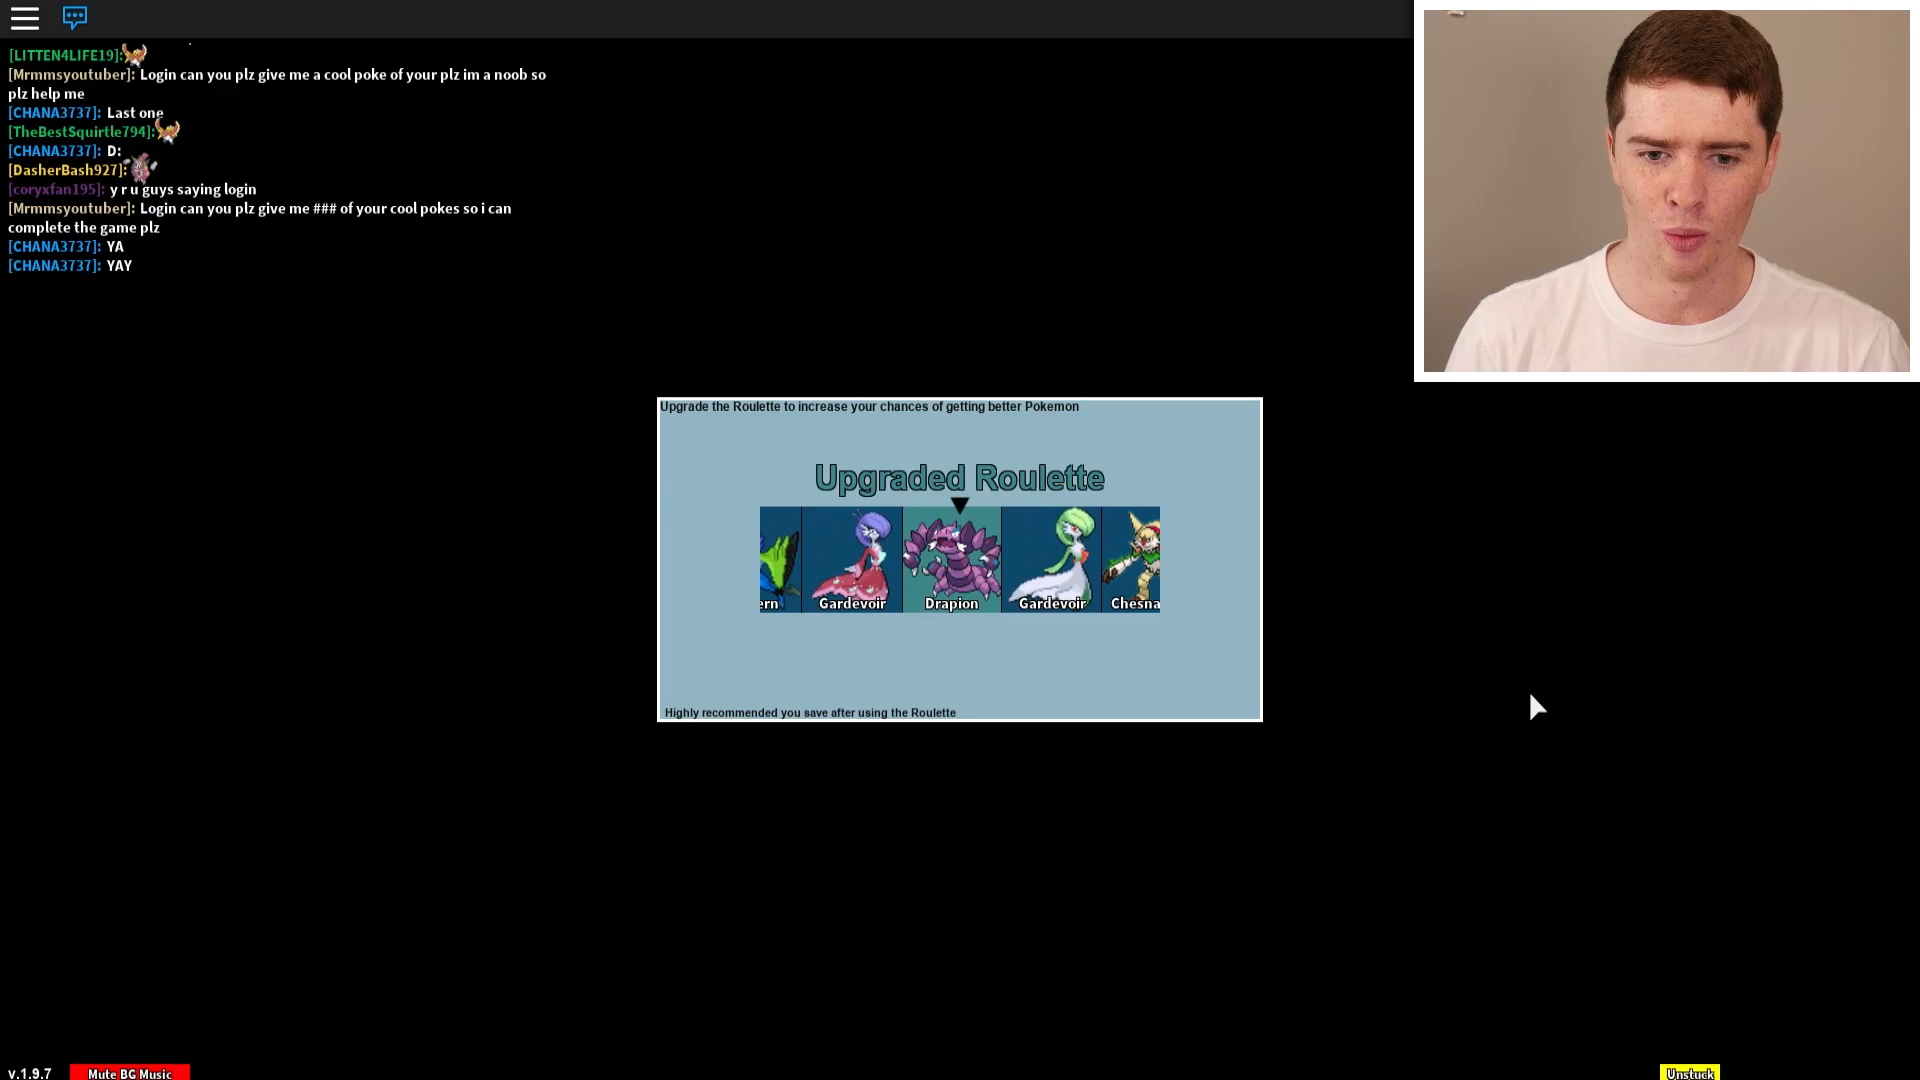 [LITTEN4LIFE19]:
[Mrmmsyoutuber]: Login can you plz give me a cool poke of your plz im a noob so
plz help me
[CHANA3737]: Last one
[TheBestSquirtle794]:
[CHANA3737]: D:
[DasherBash927]:
[coryxfan195]: y r u guys saying login
[Mrmmsyoutuber]: Login can you plz give me ### of your cool pokes so i can
complete the game plz
[CHANA3737]: YA
[CHANA3737]: YAY
Upgrade the Roulette to increase your chances of getting better Pokemon
Upgraded Roulette
ern Gardevoir Drapion Gardevoir Chesna
Highly recommended you save after using the Roulette
v.1.9.7 Mute BG Music Unstuck